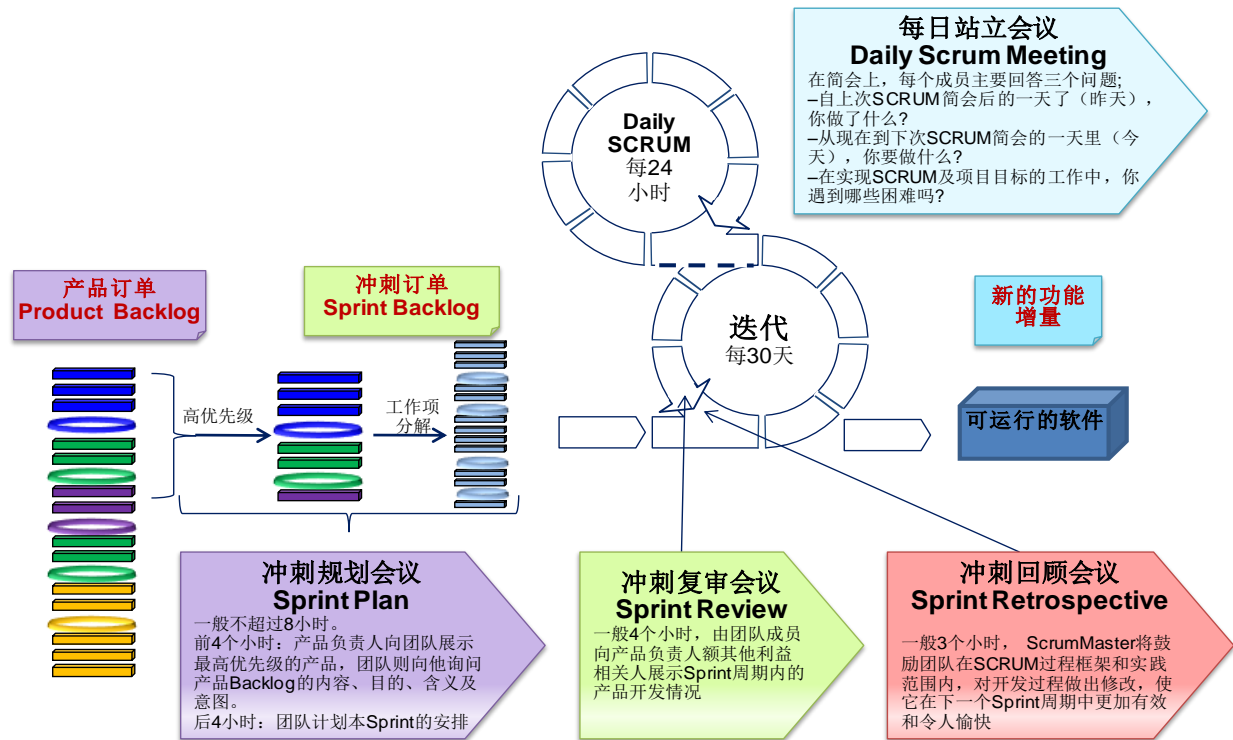 每日站立会议
Daily Scrum Meeting
在简会上，每个成员主要回答三个问题;
–自上次SCRUM简会后的一天了（昨天），
你做了什么?
–从现在到下次SCRUM简会的一天里（今
天），你要做什么?
–在实现SCRUM及项目目标的工作中，你
遇到哪些困难吗?
Daily
SCRUM
每24
小时
产品订单
Product Backlog
冲刺订单
Sprint Backlog
迭代
每30天
新的功能
增量
高优先级
工作项
分解
可运行的软件
冲刺规划会议
Sprint Plan
一般不超过8小时。
前4个小时：产品负责人向团队展示
最高优先级的产品，团队则向他询问
产品Backlog的内容、目的、含义及
意图。
后4小时：团队计划本Sprint的安排
冲刺复审会议
Sprint Review
一般4个小时，由团队成员
向产品负责人额其他利益
相关人展示Sprint周期内的
产品开发情况
冲刺回顾会议
Sprint Retrospective
一般3个小时， ScrumMaster将鼓
励团队在SCRUM过程框架和实践
范围内，对开发过程做出修改，使
它在下一个Sprint周期中更加有效
和令人愉快